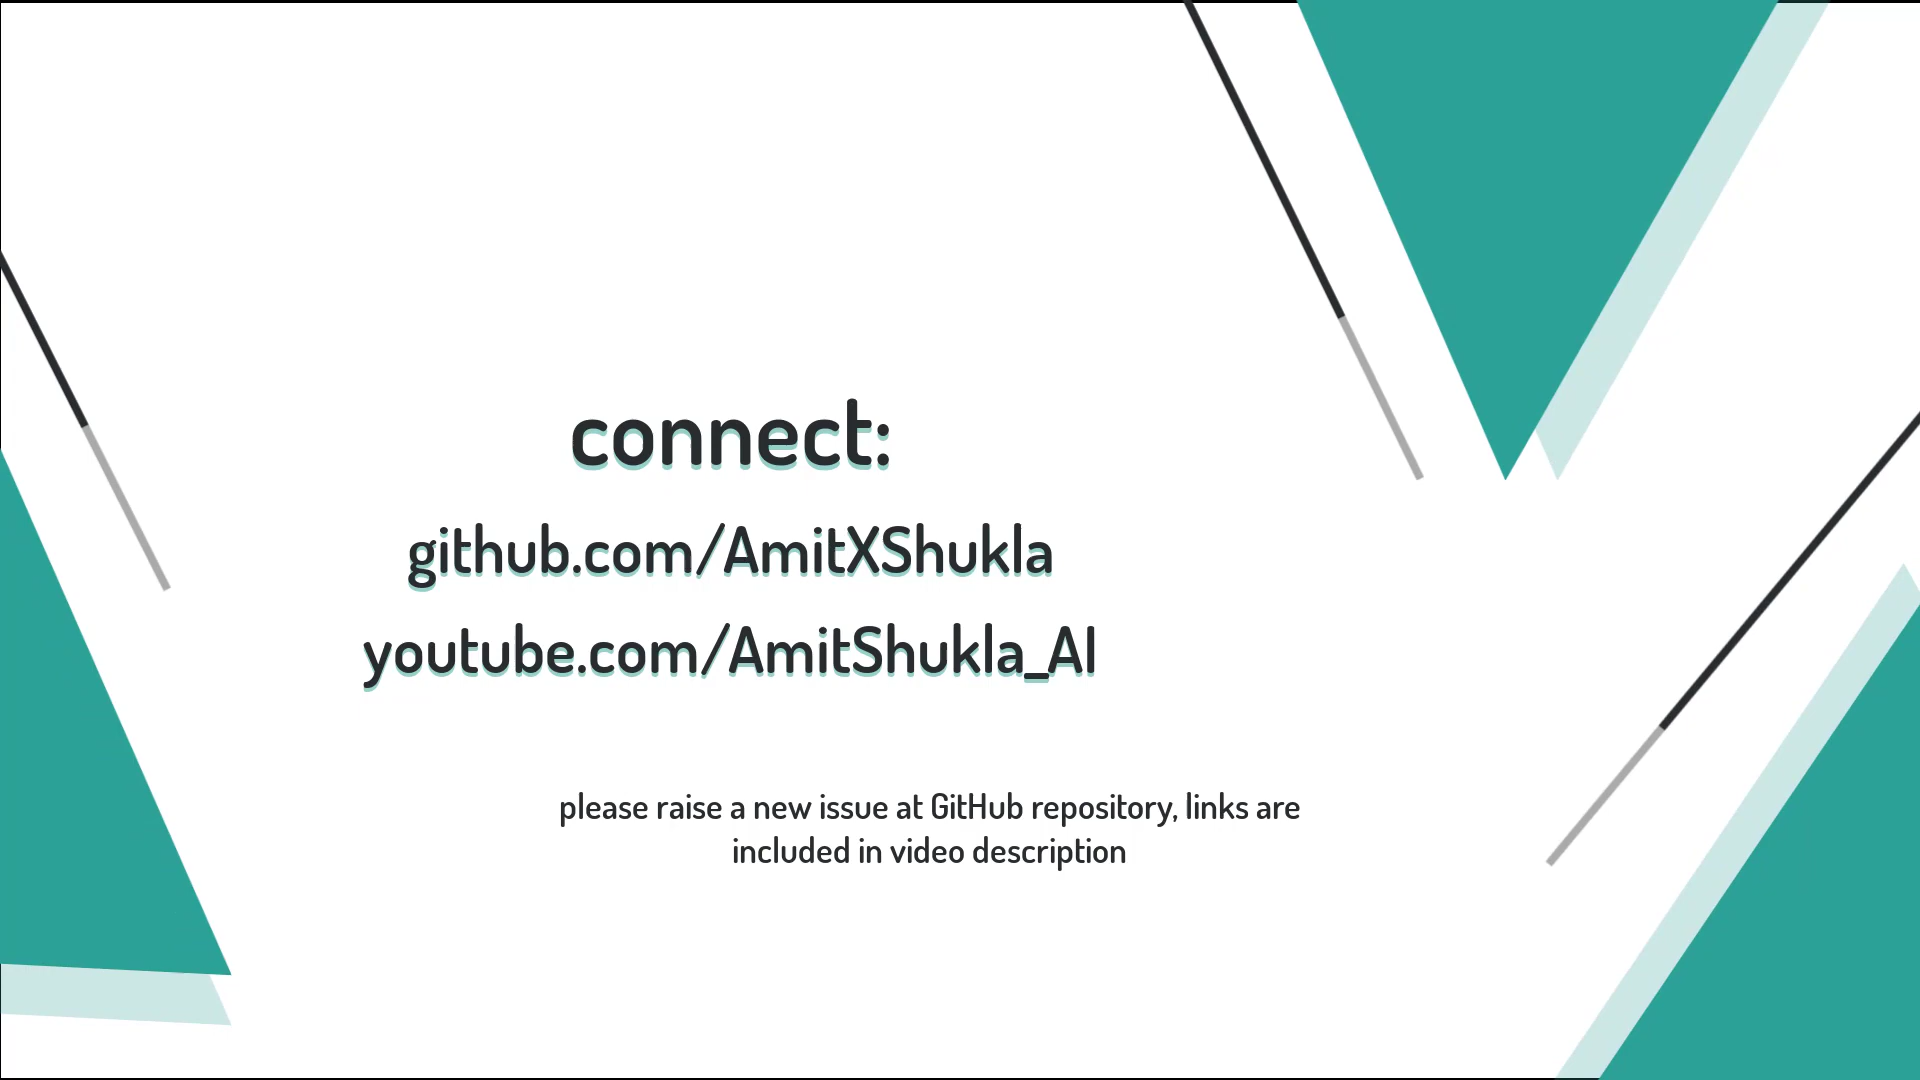 connect:
github.com/AmitXShukla
youtube.com/AmitShukla_AI
please raise a new issue at GitHub repository, links are
included in video description